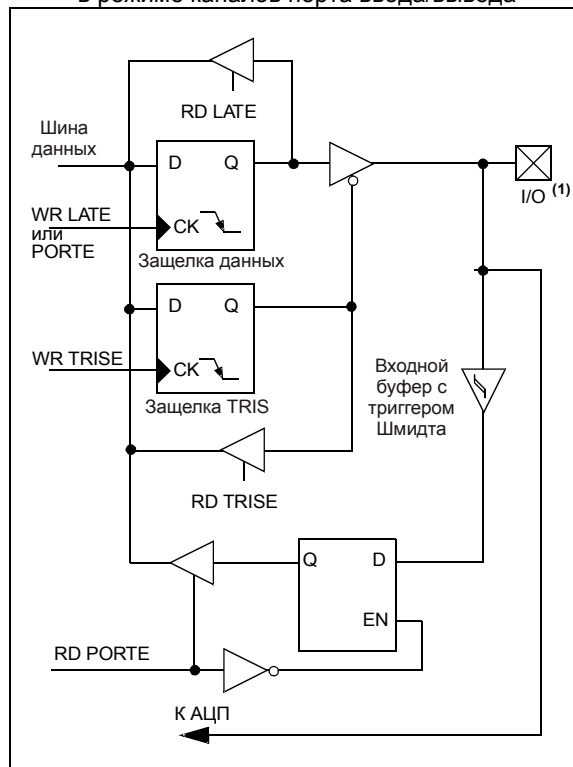 в режиме каналов порта ввода/вывода
RD LATE
Шина
данных
D Q
I/O (1)
WR LATE
или
PORTE
CK
Защелка данных
D Q
WR TRISE
CK
Защелка TRIS
Входной
буфер с
триггером
Шмидта
RD TRISE
Q D
EN
RD PORTE
К АЦП